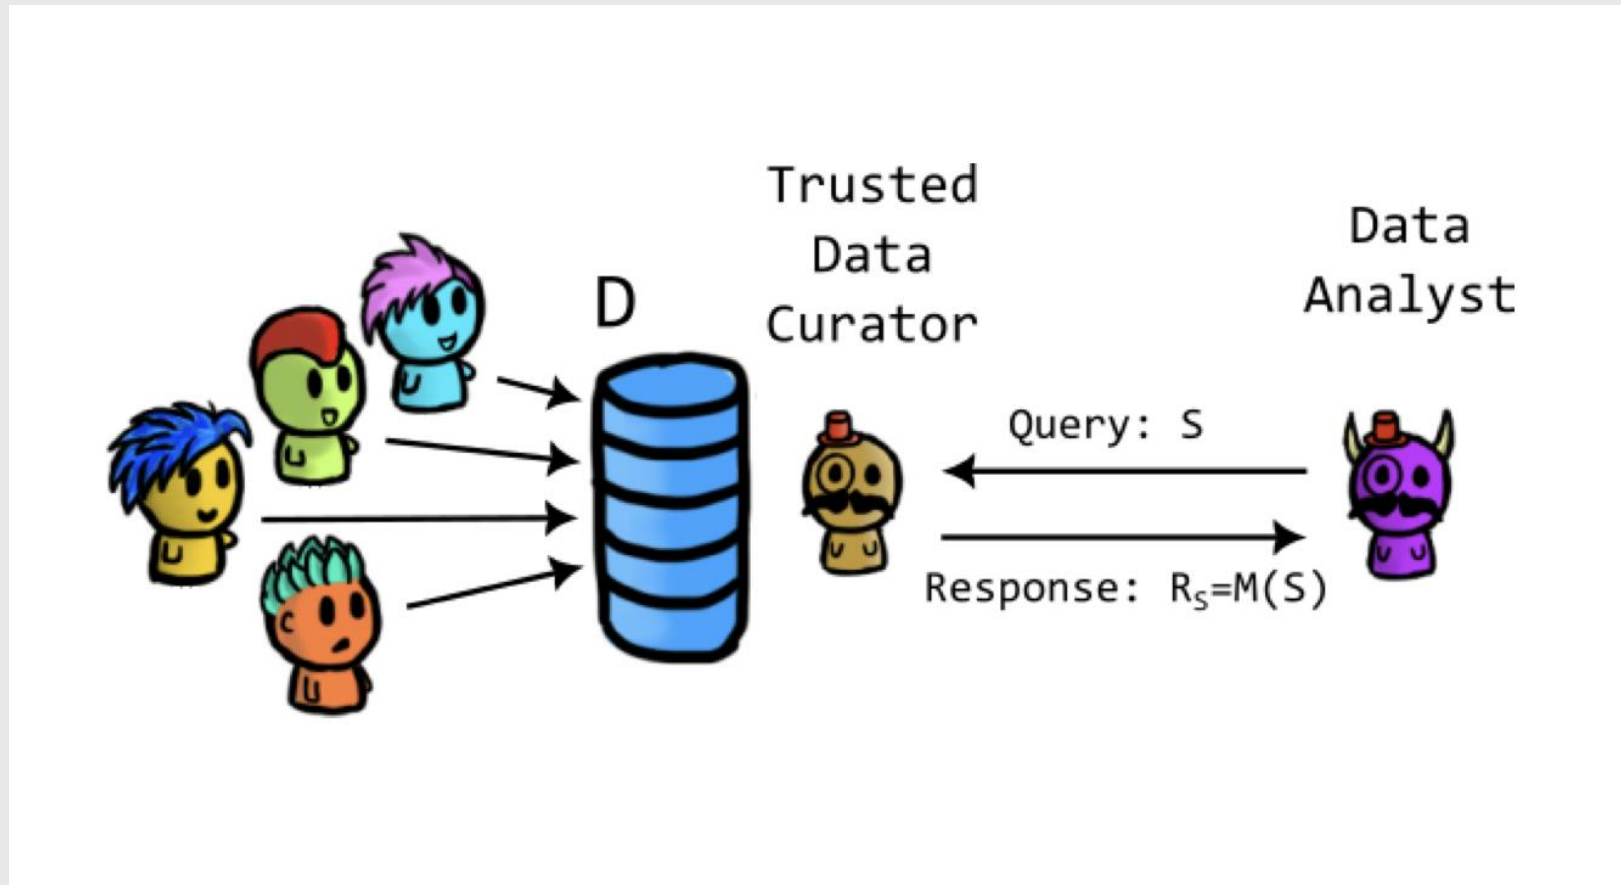 D
Trusted
Data
Curator
Data
Analyst
Query: S
Response: Rₛ=M(S)